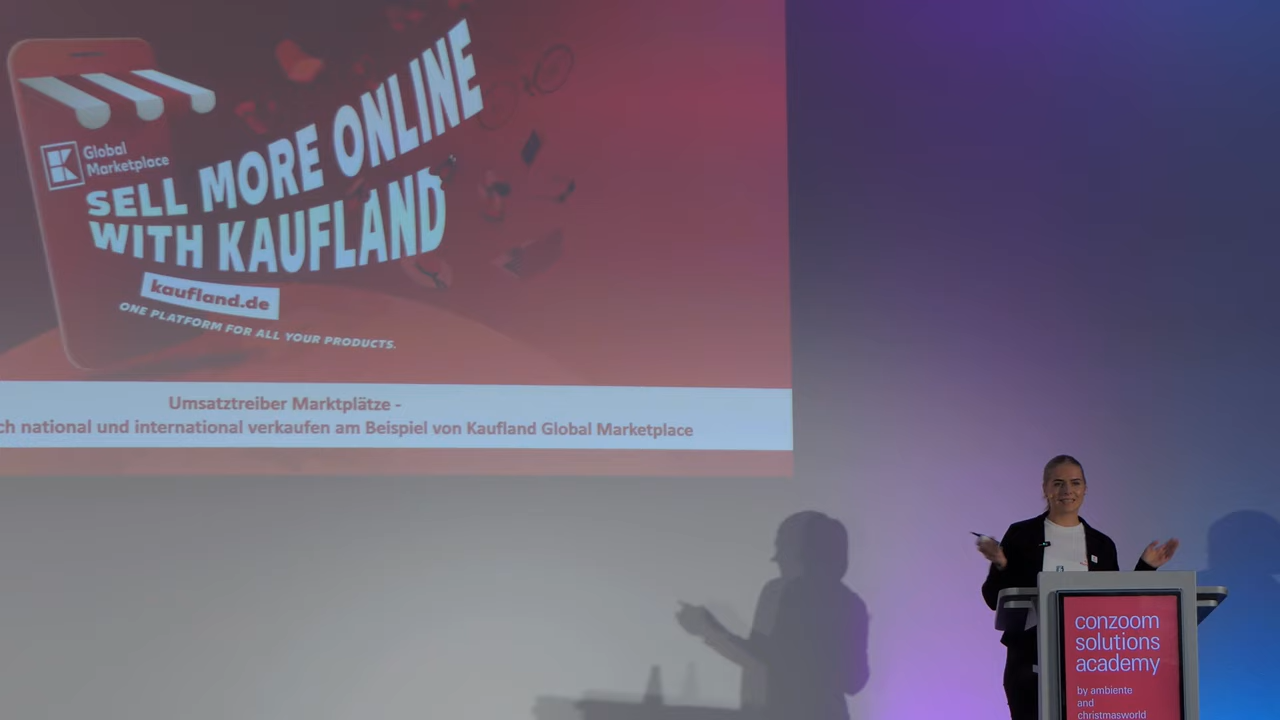 Global
Marketplace
SELL MORE ONLINE
WITH KAUFLAND
kaufland.de
ONE PLATFORM FOR ALL YOUR PRODUCTS.
Umsatztreiber Marktplätze -
ch national und international verkaufen am Beispiel von Kaufland Global Marketplace
conzoom
solutions
academy
by ambiente
and
christmasworld